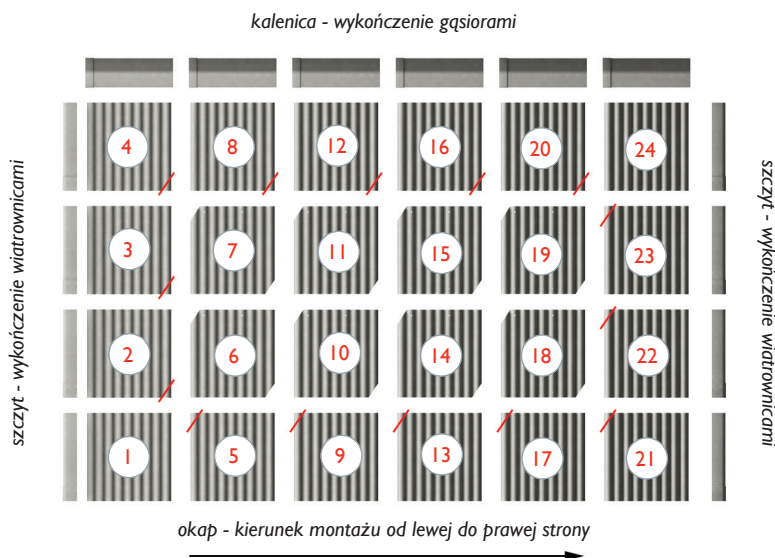 kalenica - wykończenie gąsiorami
szczyt - wykończenie wiatrownicami
4 8 12 16 20 24
3 7 11 15 19 23
2 6 10 14 18 22
1 5 9 13 17 21
szczyt - wykończenie wiatrownicami
okap - kierunek montażu od lewej do prawej strony